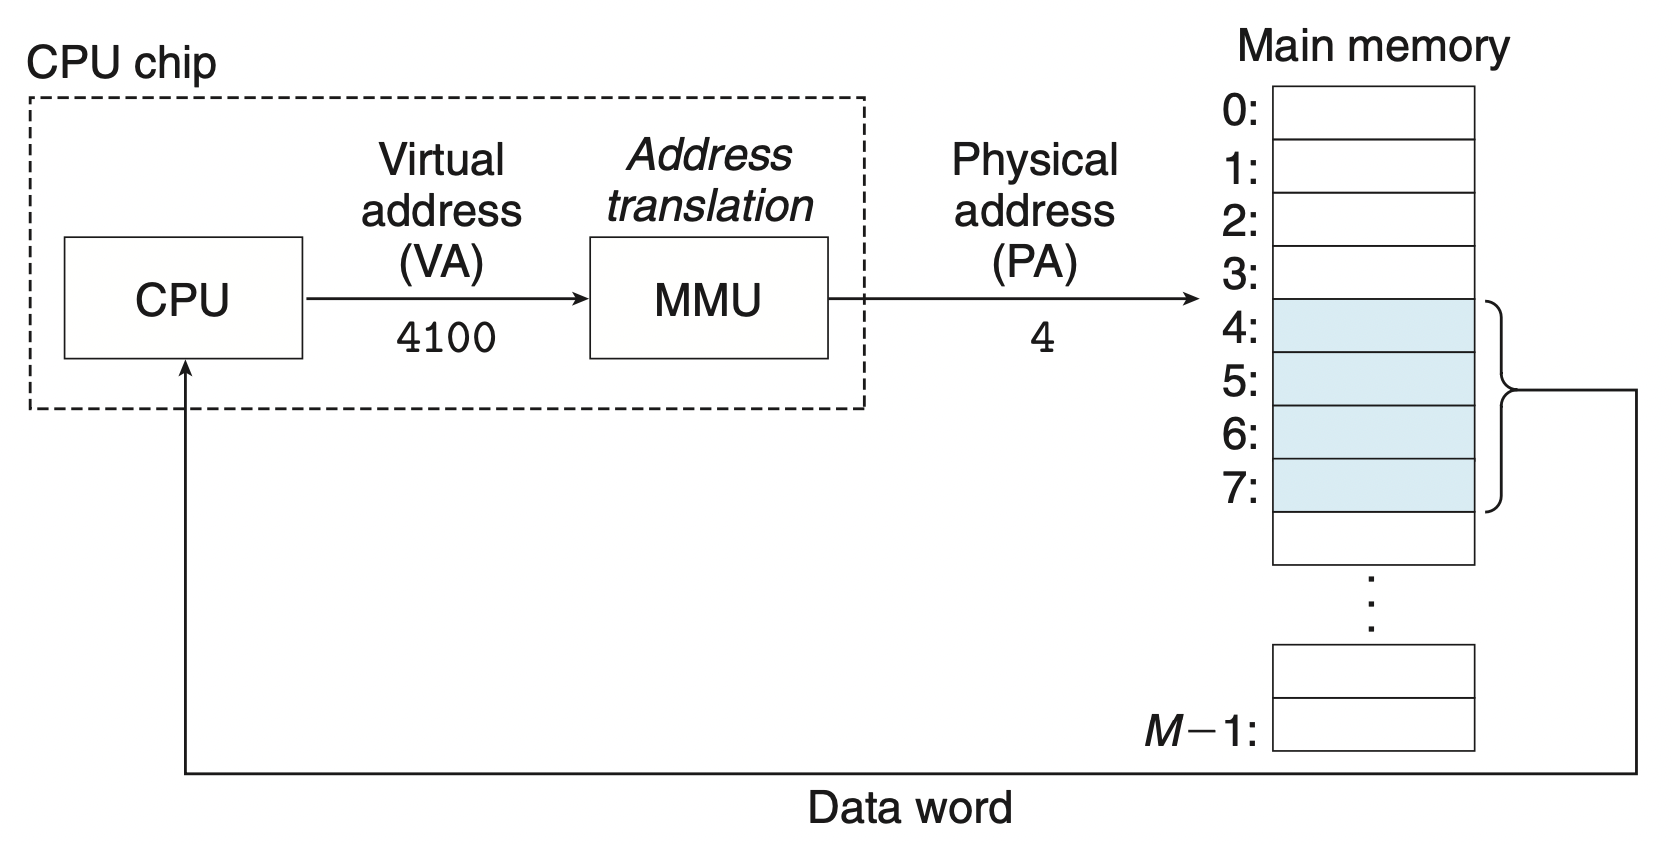 CPU chip
Main memory
Virtual
address
(VA)
Address
translation
Physical
address
(PA)
CPU
MMU
4100
4
0:
1:
2:
3:
4:
5:
6:
7:
M−1:
Data word